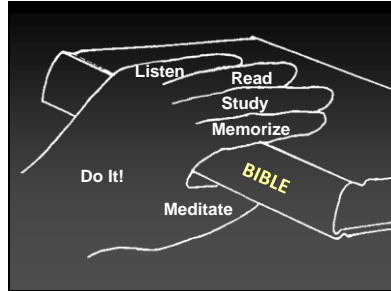 Listen
Read
Study
Memorize
BIBLE
Do It!
Meditate